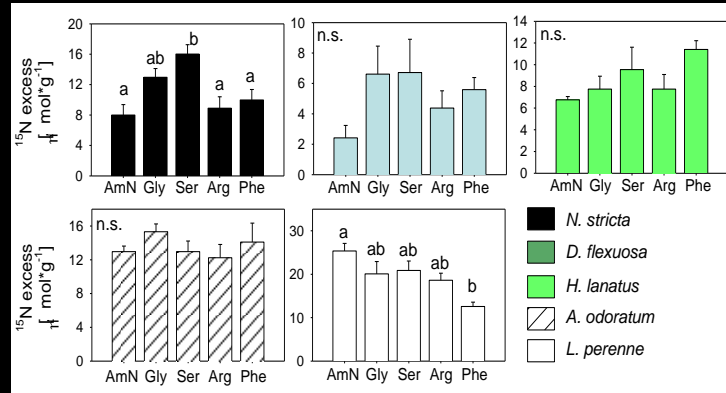 n.s.
n.s.
20
16
12
8
4
0
a
ab
b
a
a
AmN Gly Ser Arg Phe
15N excess
[ mol*g-1]
10
8
6
4
2
0
AmN Gly Ser Arg Phe
14
12
10
8
6
4
2
0
AmN Gly Ser Arg Phe
n.s.
16
12
8
4
0
AmN Gly Ser Arg Phe
15N excess
[ mol*g-1]
30
20
10
0
a
ab
ab
ab
b
AmN Gly Ser Arg Phe
N. stricta
D. flexuosa
H. lanatus
A. odoratum
L. perenne